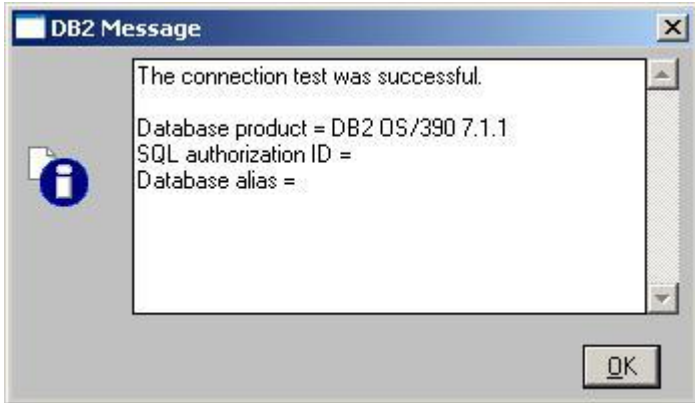 DB2 Message
The connection test was successful.
Database product = DB2 OS/390 7.1.1
SQL authorization ID =
Database alias =
OK